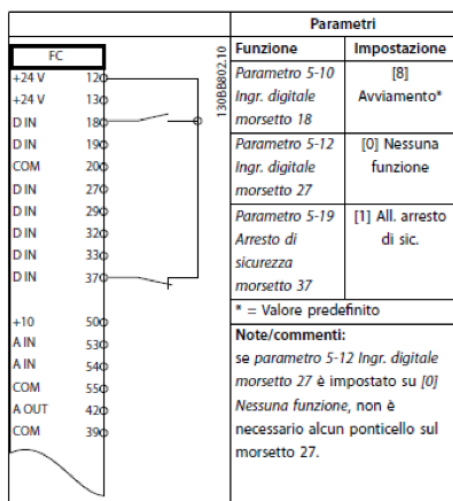 FC
+24 V 12
+24 V 13
D IN 18
D IN 19
COM 20
D IN 27
D IN 29
D IN 32
D IN 33
D IN 37
+10 50
A IN 53
A IN 54
COM 55
A OUT 42
COM 39
130BB802.10
Parametri
Funzione Impostazione
Parametro 5-10 [8]
Ingr. digitale Avviamento*
morsetto 18
Parametro 5-12 [0] Nessuna
Ingr. digitale funzione
morsetto 27
Parametro 5-19 [1] All. arresto
Arresto di di sic.
sicurezza
morsetto 37
* = Valore predefinito
Note/commenti:
se parametro 5-12 Ingr. digitale
morsetto 27 è impostato su [0]
Nessuna funzione, non è
necessario alcun ponticello sul
morsetto 27.